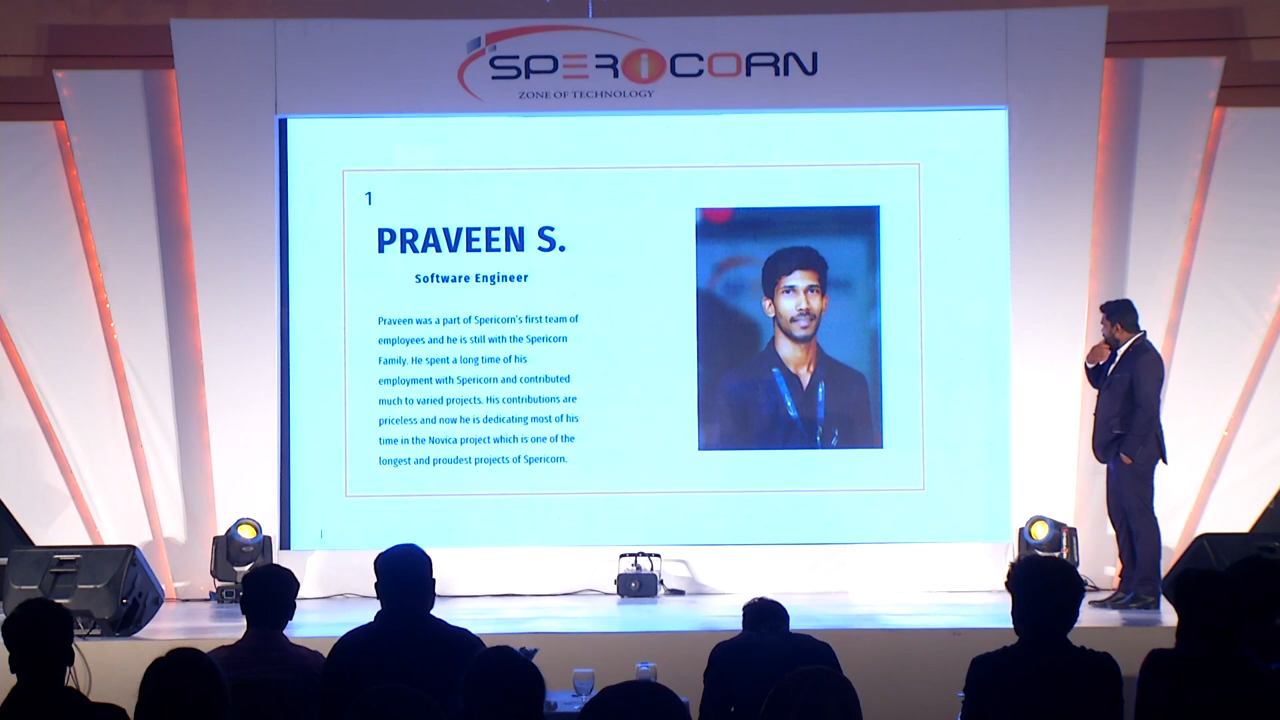 SPERICORN
ZONE OF TECHNOLOGY
1
PRAVEEN S.
Software Engineer
Praveen was a part of Spericorn's first team of
employees and he is still with the Spericorn
Family. He spent a long time of his
employment with Spericorn and contributed
much to varied projects. His contributions are
priceless and now he is dedicating most of his
time in the Novica project which is one of the
longest and proudest projects of Spericorn.